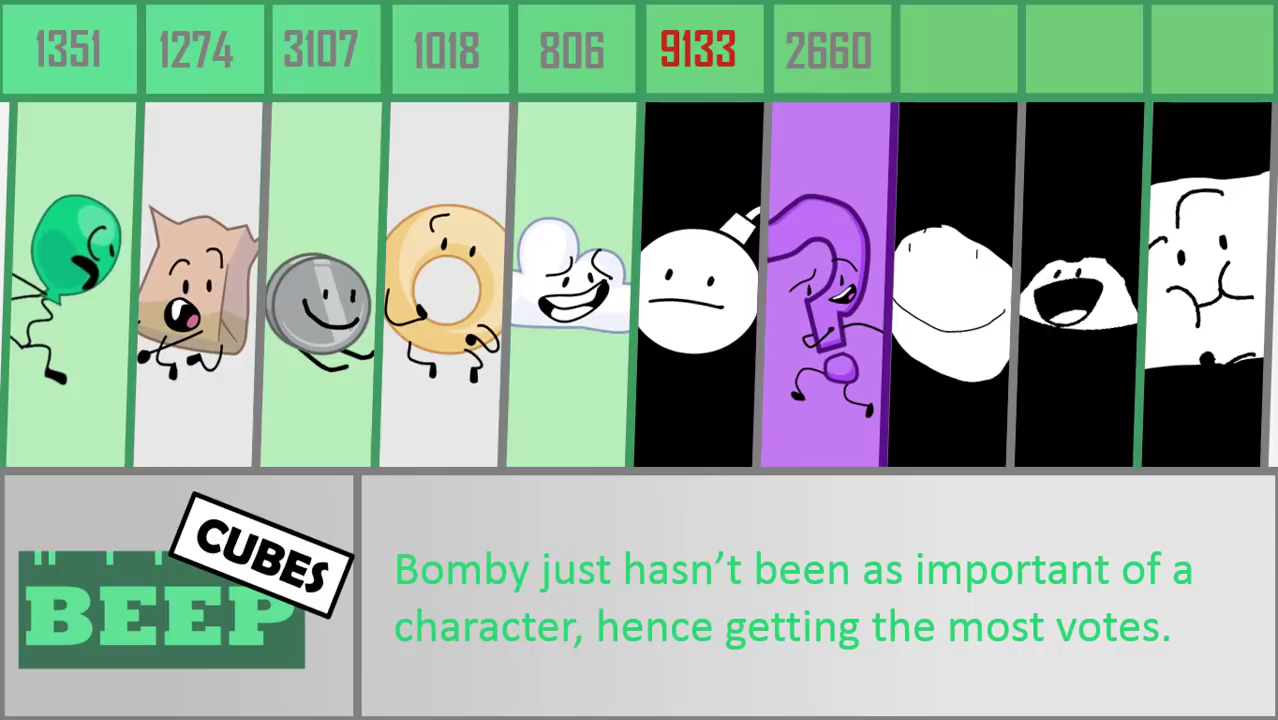 1351 1274 3107 1018 806 9133 2660
CUBES
BEEP
Bomby just hasn’t been as important of a
character, hence getting the most votes.